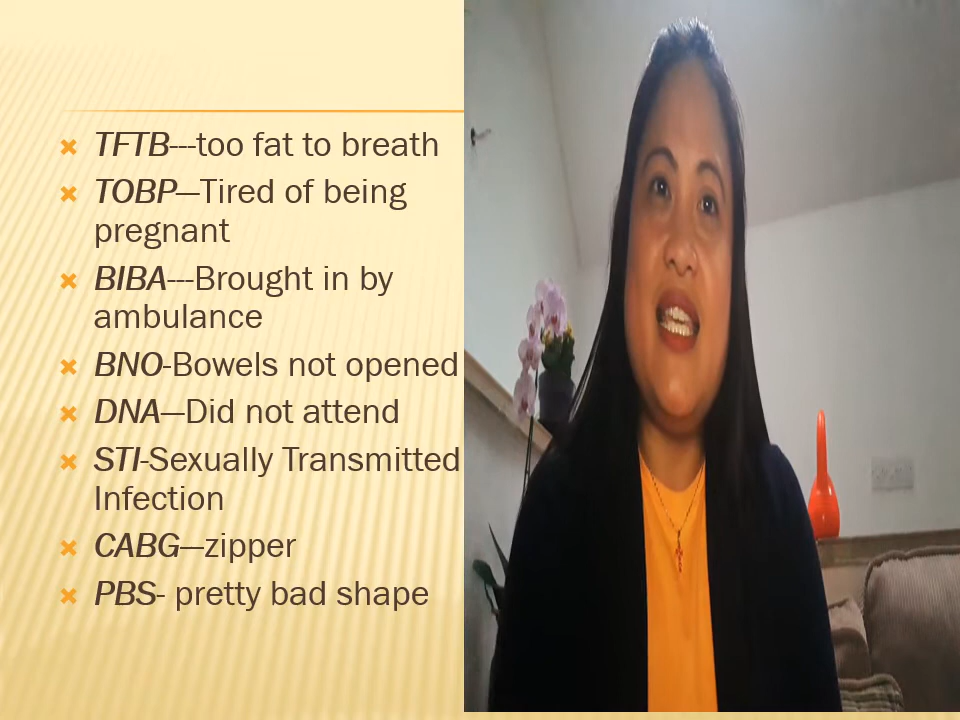 TFTB---too fat to breath
TOBP—Tired of being
pregnant
BIBA---Brought in by
ambulance
BNO-Bowels not opened
DNA—Did not attend
STI-Sexually Transmitted
Infection
CABG—zipper
PBS- pretty bad shape